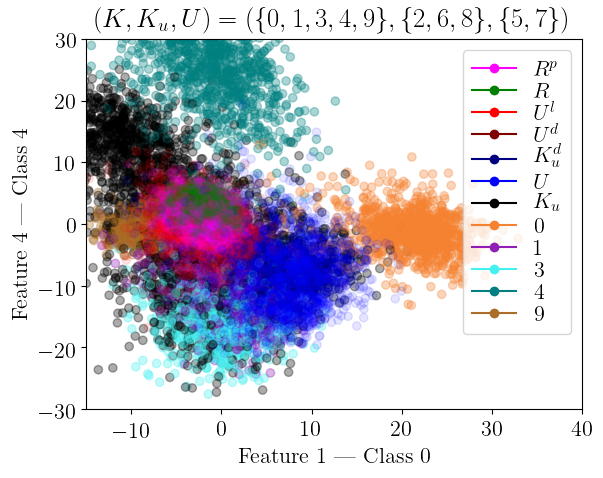 (K, K_u, U) = ({0, 1, 3, 4, 9}, {2, 6, 8}, {5, 7})
30
20
10
0
−10
−20
−30
−10
0
10
20
30
40
Feature 4 — Class 4
Feature 1 — Class 0
R^p
R
U^l
U^d
K_u^d
U
K_u
0
1
3
4
9